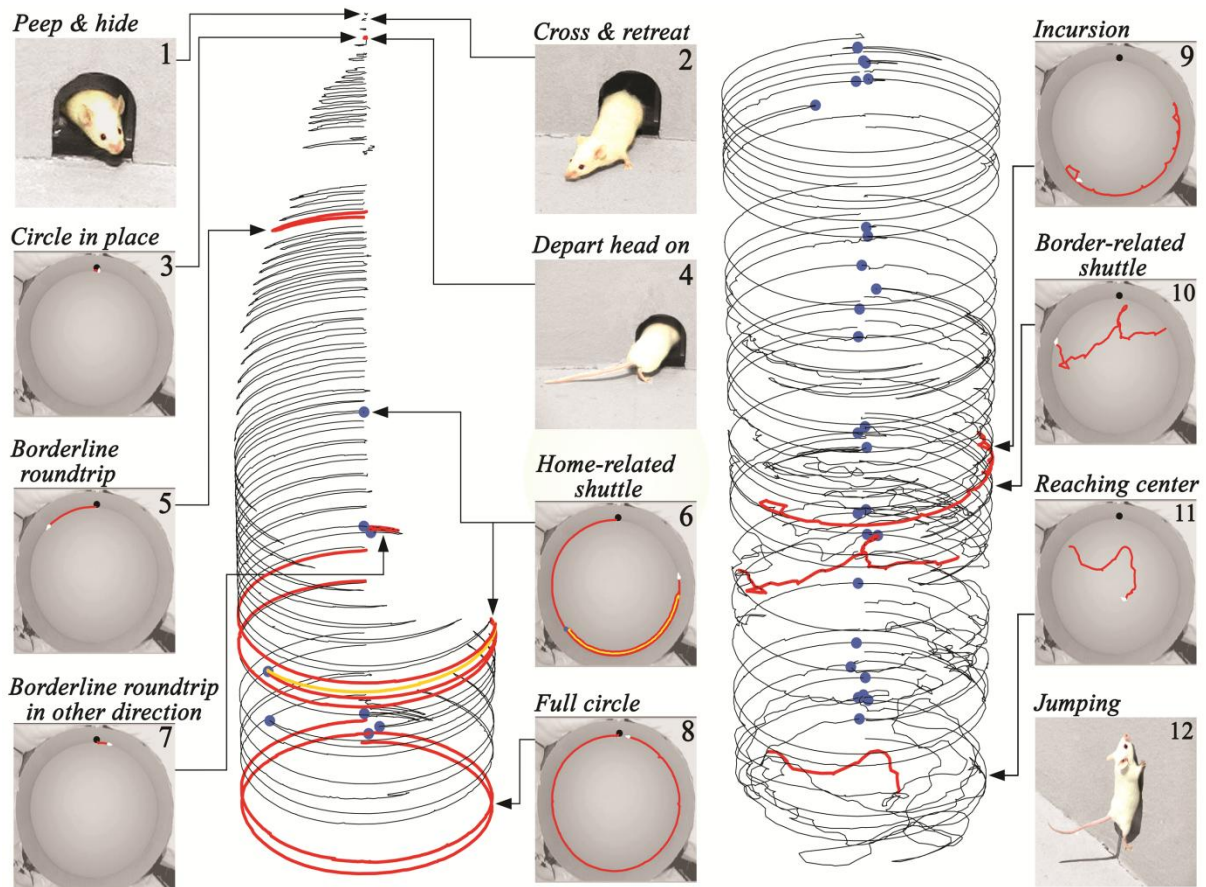 Peep & hide
1
Cross & retreat
2
Circle in place
3
Depart head on
4
Borderline
roundtrip
5
Home-related
shuttle
6
Borderline roundtrip
in other direction
7
Full circle
8
Incursion
9
Border-related
shuttle
10
Reaching center
11
Jumping
12